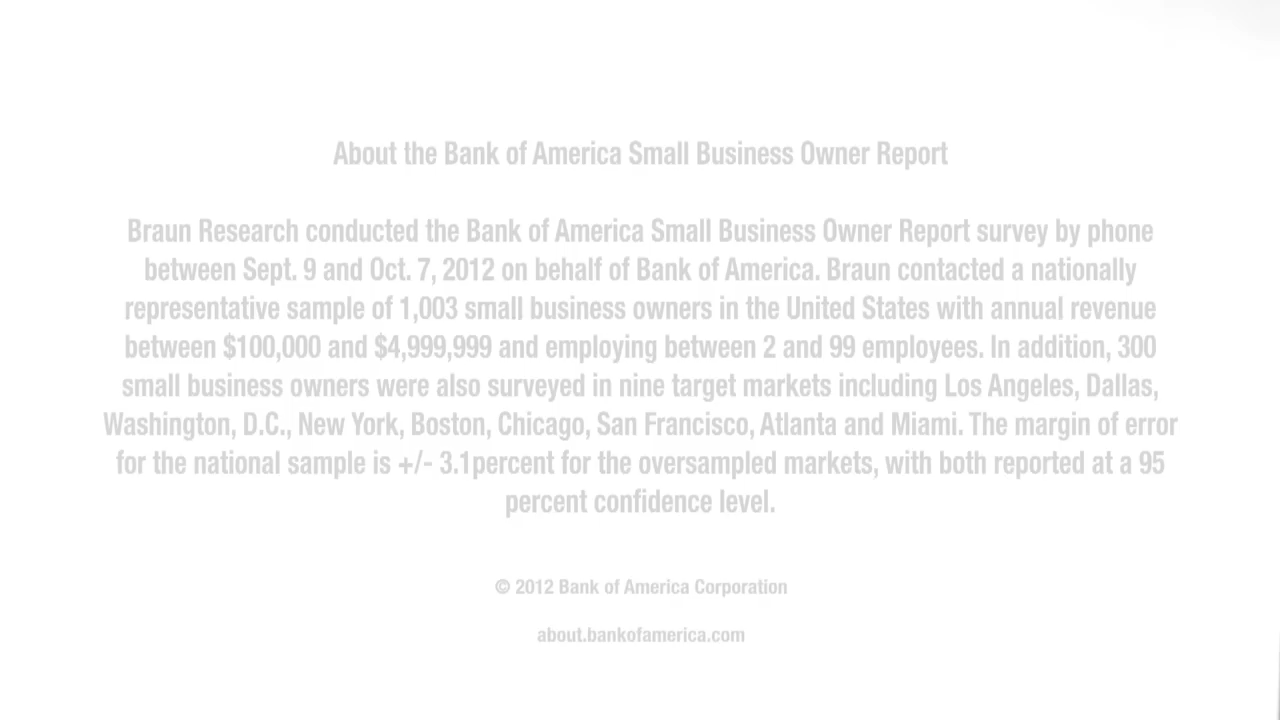 About the Bank of America Small Business Owner Report
Braun Research conducted the Bank of America Small Business Owner Report survey by phone
between Sept. 9 and Oct. 7, 2012 on behalf of Bank of America. Braun contacted a nationally
representative sample of 1,003 small business owners in the United States with annual revenue
between $100,000 and $4,999,999 and employing between 2 and 99 employees. In addition, 300
small business owners were also surveyed in nine target markets including Los Angeles, Dallas,
Washington, D.C., New York, Boston, Chicago, San Francisco, Atlanta and Miami. The margin of error
for the national sample is +/- 3.1percent for the oversampled markets, with both reported at a 95
percent confidence level.
© 2012 Bank of America Corporation
about.bankofamerica.com